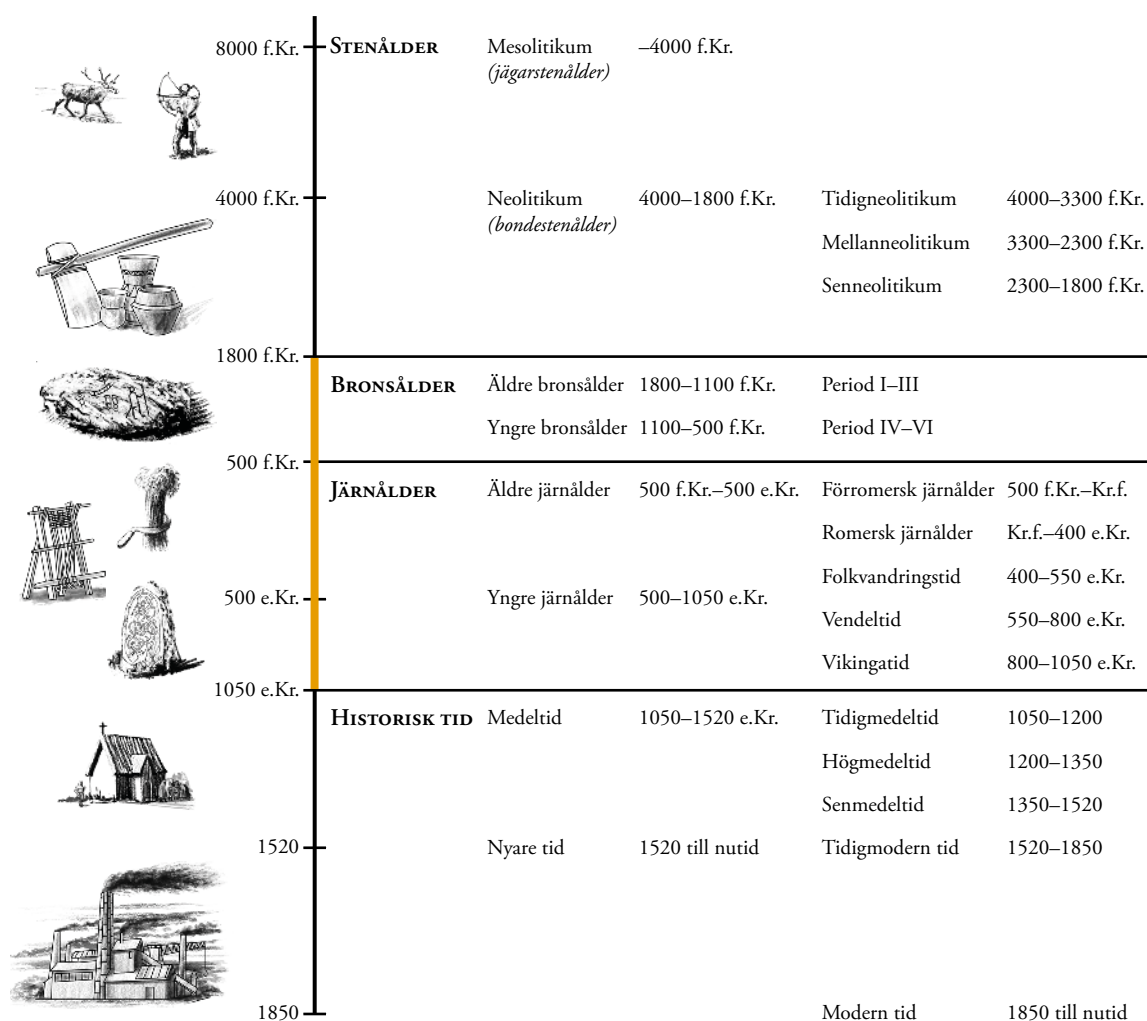 8000 f.Kr. STENÅLDER Mesolitikum –4000 f.Kr.
(jägarstenålder)
4000 f.Kr. Neolitikum 4000–1800 f.Kr. Tidigneolitikum 4000–3300 f.Kr.
(bondestenålder)
Mellanneolitikum 3300–2300 f.Kr.
Senneolitikum 2300–1800 f.Kr.
1800 f.Kr.
BRONSÅLDER Äldre bronsålder 1800–1100 f.Kr. Period I–III
Yngre bronsålder 1100–500 f.Kr. Period IV–VI
500 f.Kr.
JÄRNÅLDER Äldre järnålder 500 f.Kr.–500 e.Kr. Förromersk järnålder 500 f.Kr.–Kr.f.
Romersk järnålder Kr.f.–400 e.Kr.
Folkvandringstid 400–550 e.Kr.
500 e.Kr. Yngre järnålder 500–1050 e.Kr.
Vendeltid 550–800 e.Kr.
Vikingatid 800–1050 e.Kr.
1050 e.Kr.
HISTORISK TID Medeltid 1050–1520 e.Kr. Tidigmedeltid 1050–1200
Högmedeltid 1200–1350
Senmedeltid 1350–1520
1520 Nyare tid 1520 till nutid Tidigmodern tid 1520–1850
1850 Modern tid 1850 till nutid